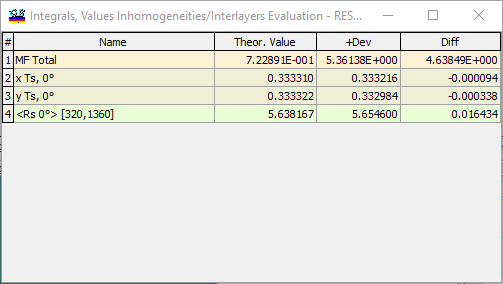 Integrals, Values Inhomogeneities/Interlayers Evaluation - RES...
# Name Theor. Value +Dev Diff
1 MF Total 7.22891E-001 5.36138E+000 4.63849E+000
2 x Ts, 0° 0.333310 0.333216 -0.000094
3 y Ts, 0° 0.333322 0.332984 -0.000338
4 <Rs 0°> [320,1360] 5.638167 5.654600 0.016434